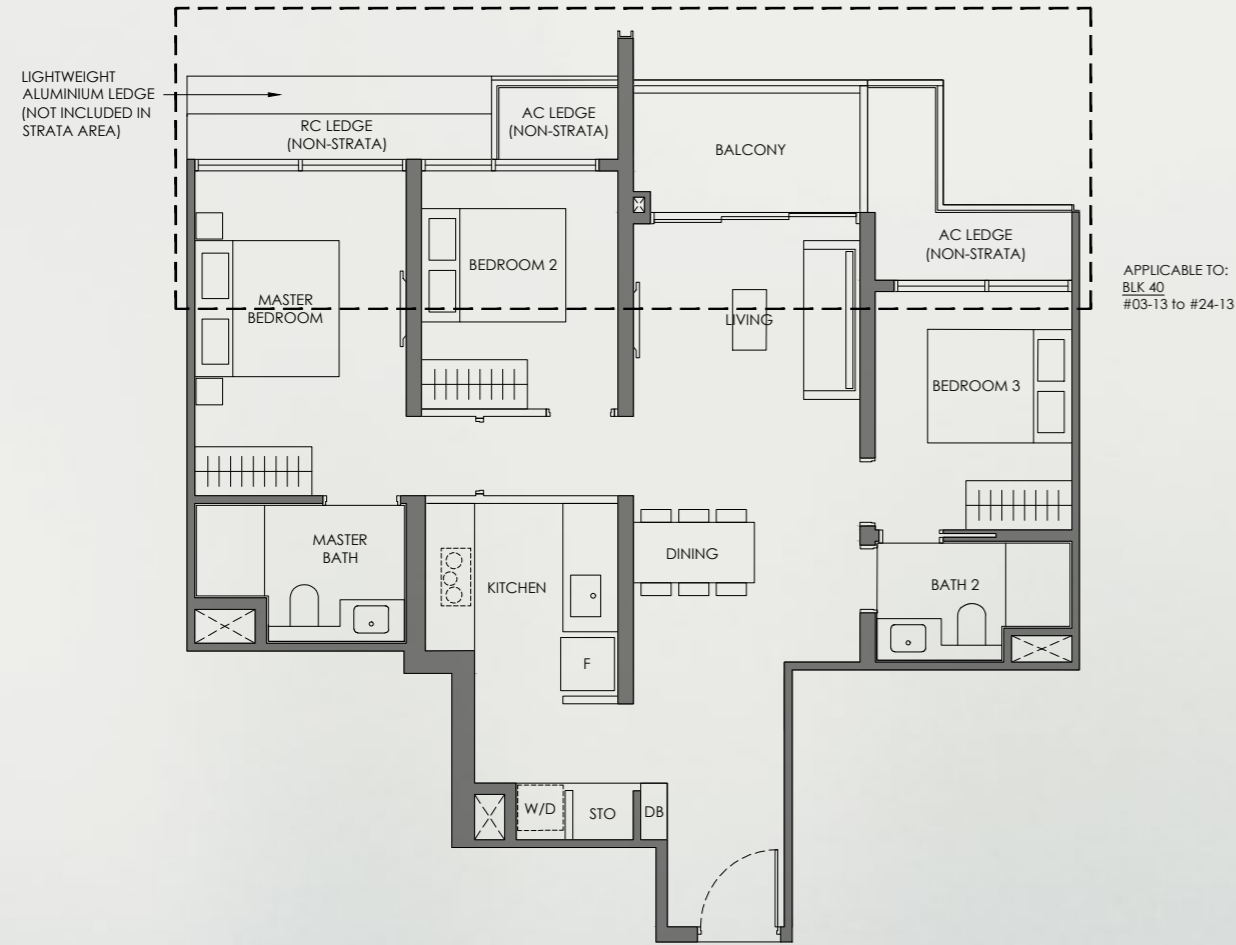 LIGHTWEIGHT
ALUMINIUM LEDGE
(NOT INCLUDED IN
STRATA AREA)
RC LEDGE
(NON-STRATA)
AC LEDGE
(NON-STRATA)
BALCONY
AC LEDGE
(NON-STRATA)
APPLICABLE TO:
BLK 40
#03-13 to #24-13
BEDROOM 2
MASTER
BEDROOM
LIVING
BEDROOM 3
MASTER
BATH
KITCHEN
DINING
BATH 2
F
W/D
STO
DB